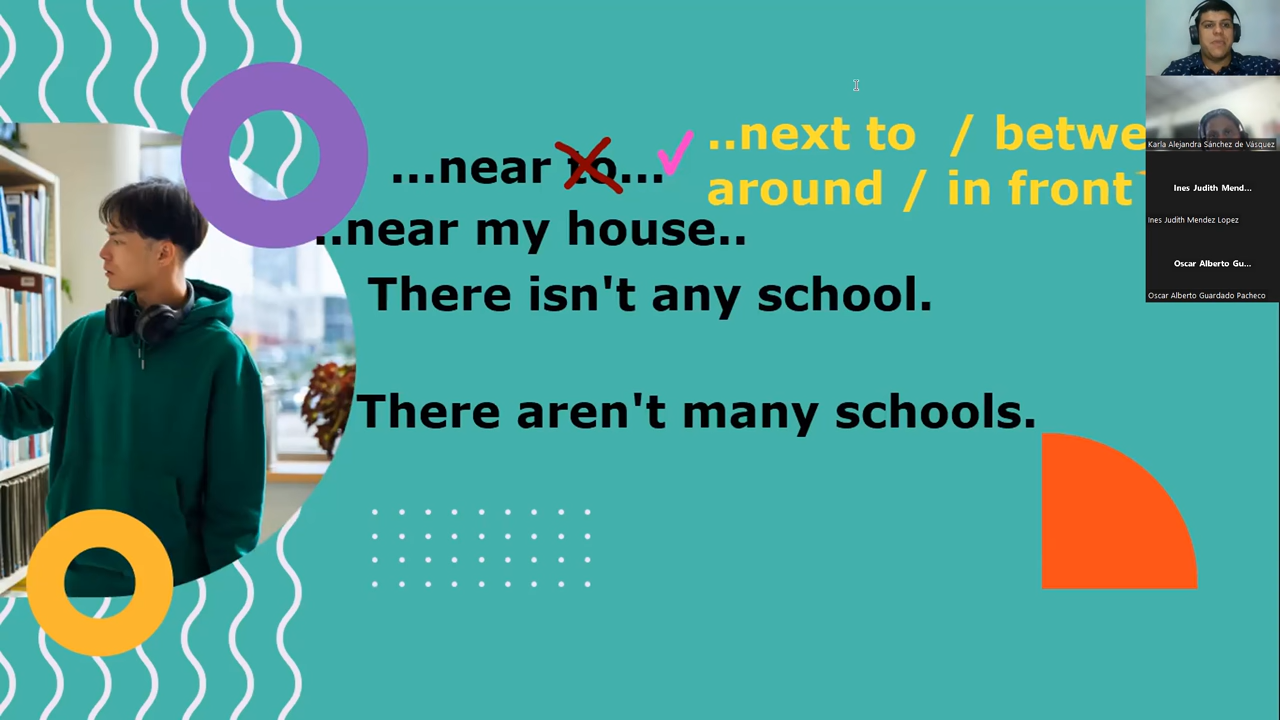 ..next to / betwe
...near to...
around / in front
..near my house..
There isn't any school.
There aren't many schools.
Karla Alejandra Sánchez de Vásquez
Ines Judith Mend...
Ines Judith Mendez Lopez
Oscar Alberto Gu...
Oscar Alberto Guardado Pacheco